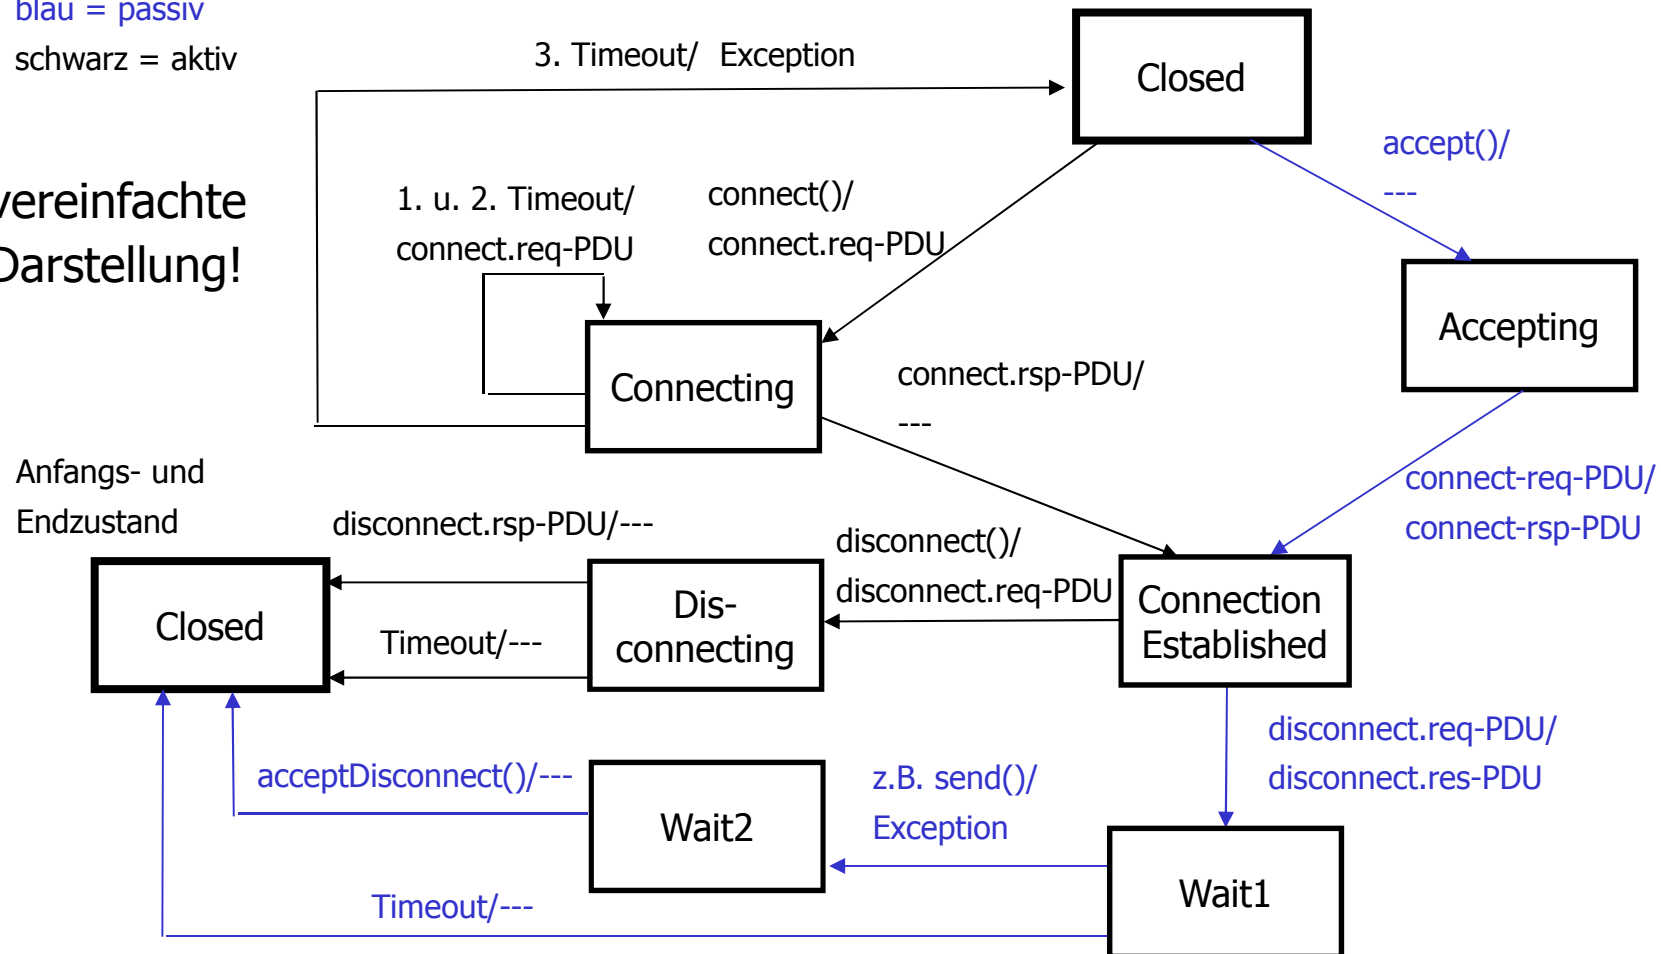 blau = passiv
schwarz = aktiv
3. Timeout/ Exception
Closed
accept()/
---
vereinfachte
Darstellung!
1. u. 2. Timeout/
connect.req-PDU
connect()/
connect.req-PDU
Accepting
Connecting
connect.rsp-PDU/
---
Anfangs- und
Endzustand
connect-req-PDU/
connect-rsp-PDU
disconnect.rsp-PDU/---
disconnect()/
disconnect.req-PDU
Closed
Timeout/---
Dis-
connecting
Connection
Established
disconnect.req-PDU/
disconnect.res-PDU
acceptDisconnect()/---
Wait2
z.B. send()/
Exception
Wait1
Timeout/---